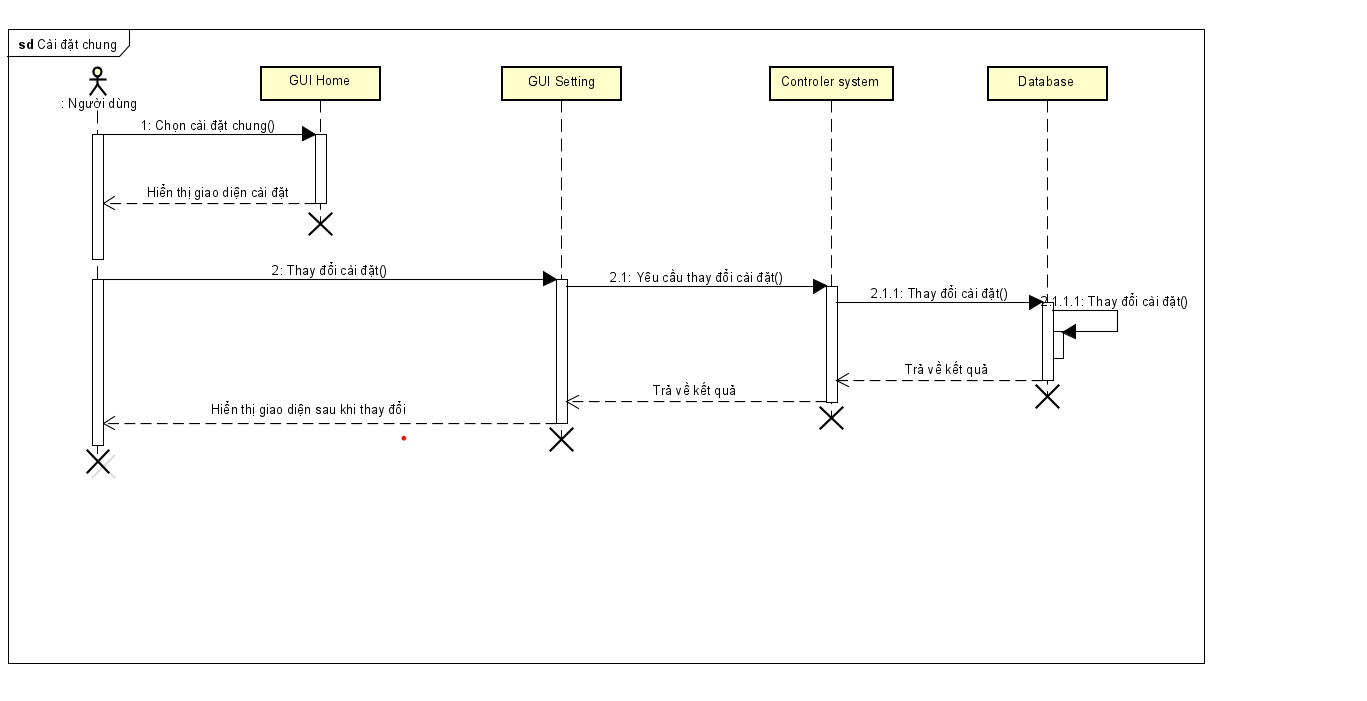 sd Cài đặt chung
: Người dùng
GUI Home
GUI Setting
Controler system
Database
1: Chọn cài đặt chung()
Hiển thị giao diện cài đặt
2: Thay đổi cài đặt()
2.1: Yêu cầu thay đổi cài đặt()
2.1.1: Thay đổi cài đặt()
2.1.1.1: Thay đổi cài đặt()
Trả về kết quả
Trả về kết quả
Hiển thị giao diện sau khi thay đổi